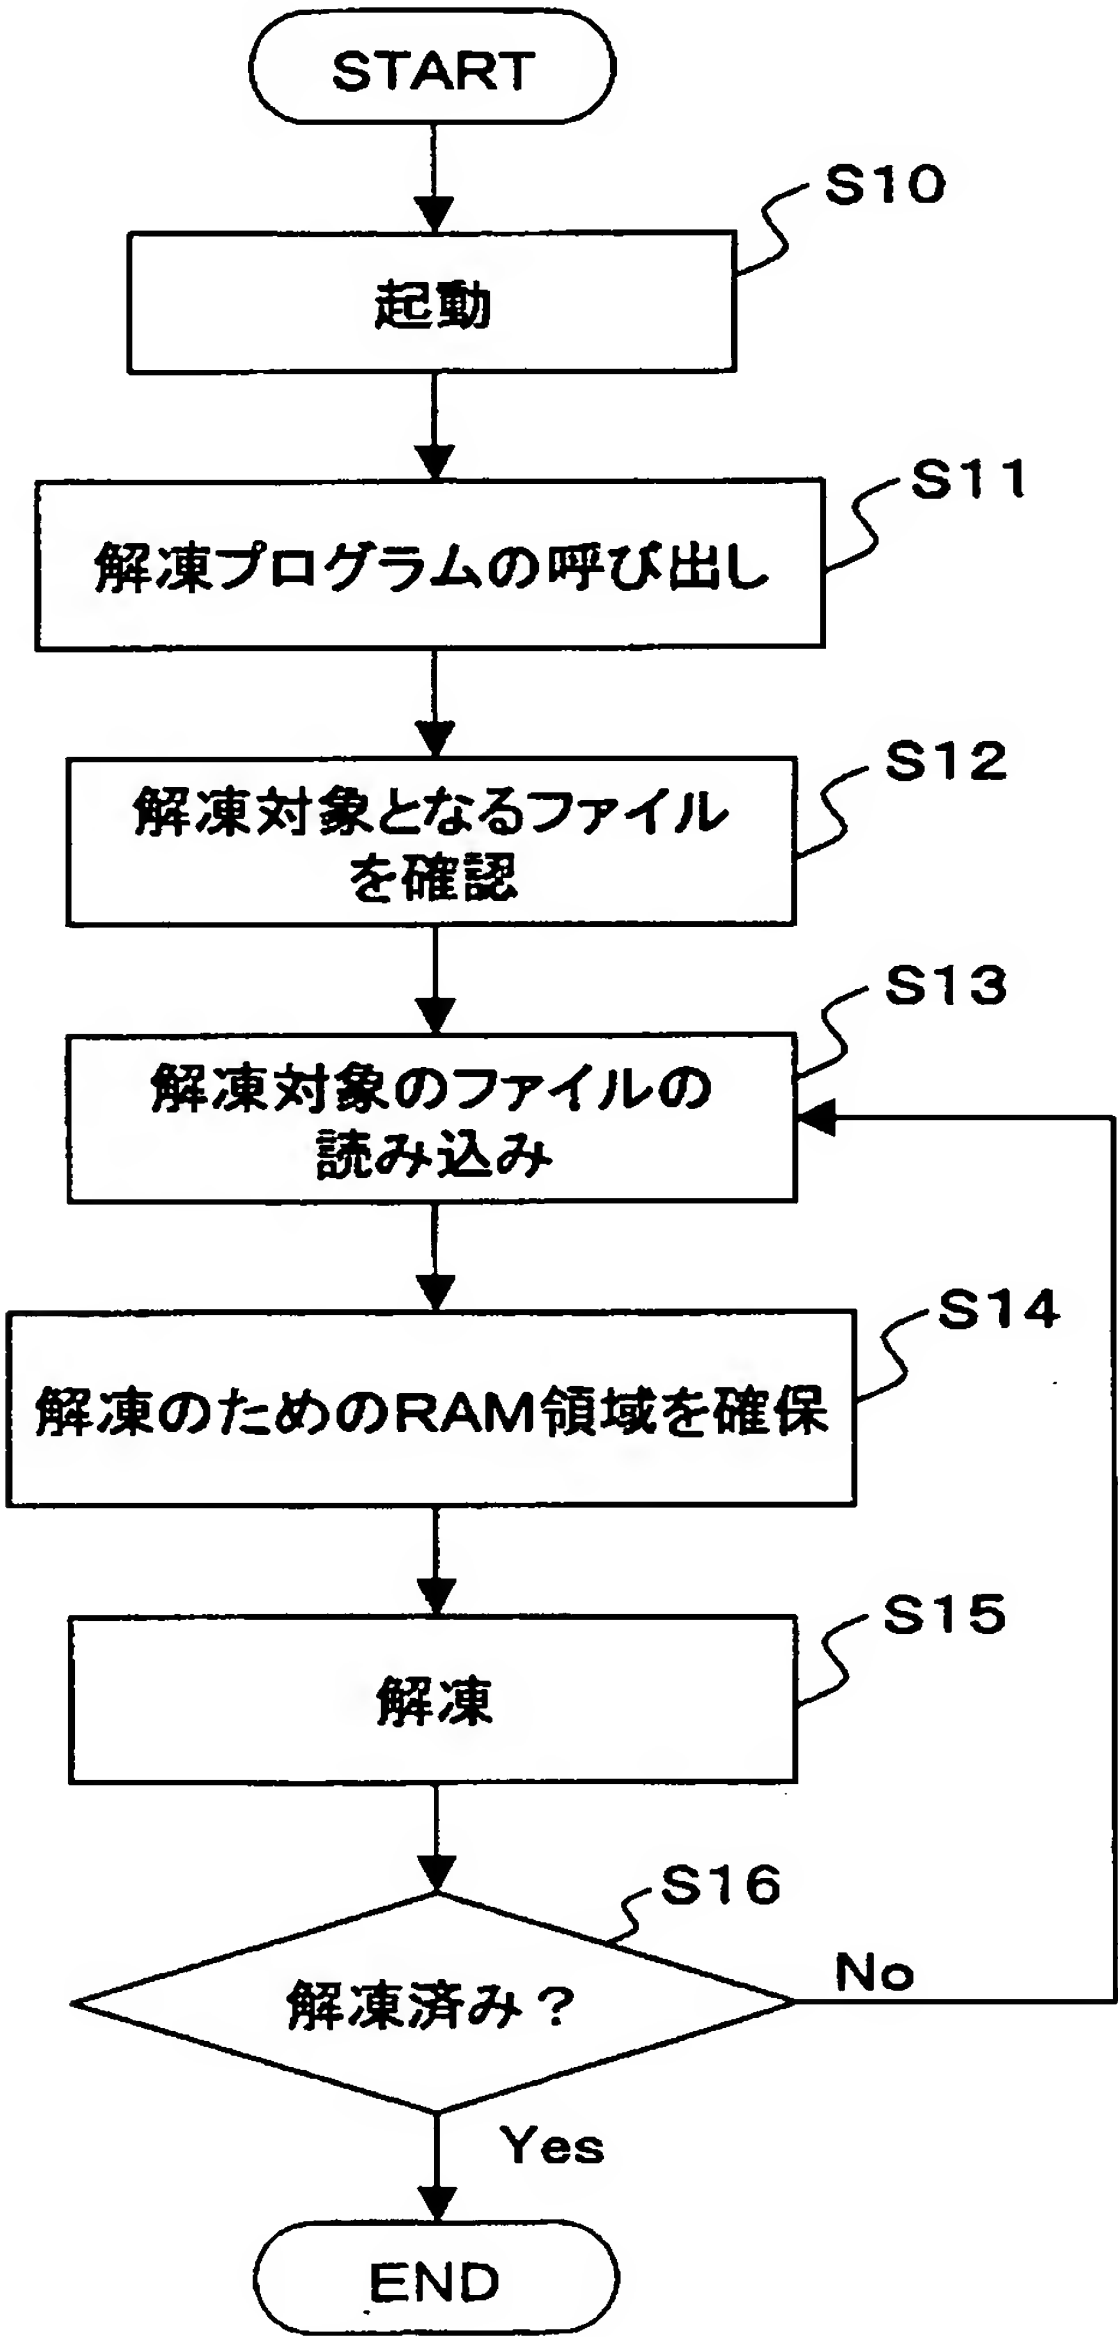 START
S10
起動
S11
解凍プログラムの呼び出し
S12
解凍対象となるファイル
を確認
S13
解凍対象のファイルの
読み込み
S14
解凍のためのRAM領域を確保
S15
解凍
S16
解凍済み?
No
Yes
END